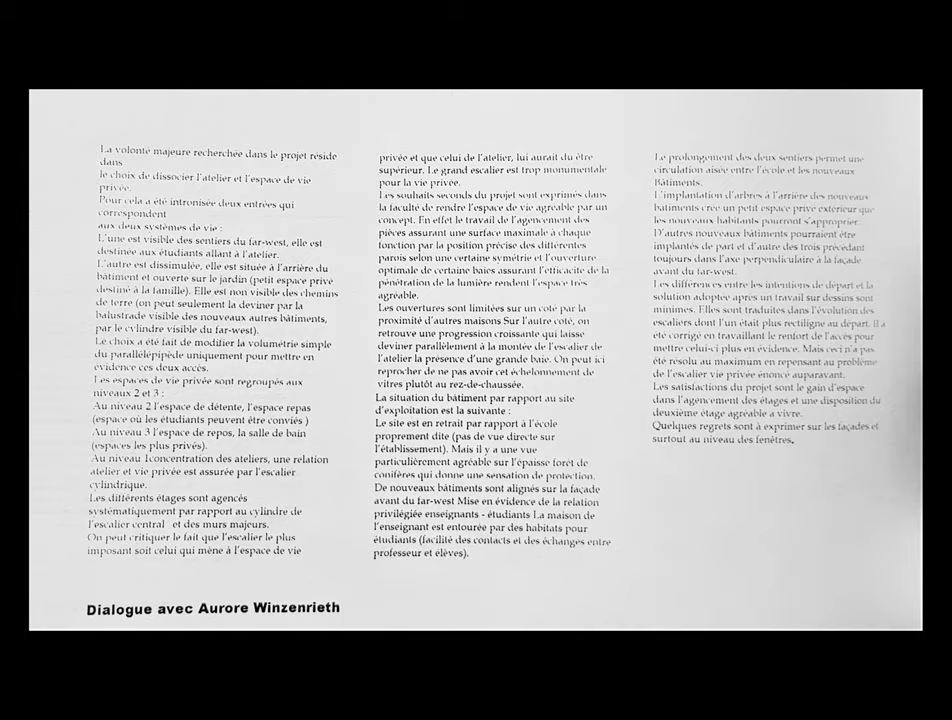 La volonté majeure recherchée dans le projet réside
dans
le choix de dissocier l'atelier et l'espace de vie
privée.
Pour cela a été intronisée deux entrées qui
correspondent
aux deux systèmes de vie :
L'une est visible des sentiers du far-west, elle est
destinée aux étudiants allant à l'atelier.
L'autre est dissimulée, elle est située à l'arrière du
bâtiment et ouverte sur le jardin (petit espace privé
destiné à la famille). Elle est non visible des chemins
de terre (on peut seulement la deviner par la
balustrade visible des nouveaux autres bâtiments,
par le cylindre visible du far-west).
Le choix a été fait de modifier la volumétrie simple
du parallélépipède uniquement pour mettre en
évidence ces deux accès.
Les espaces de vie privée sont regroupés aux
niveaux 2 et 3 :
Au niveau 2 l'espace de détente, l'espace repas
(espace où les étudiants peuvent être conviés )
Au niveau 3 l'espace de repos, la salle de bain
(espaces les plus privés).
Au niveau 1concentration des ateliers, une relation
atelier et vie privée est assurée par l'escalier
cylindrique.
Les différents étages sont agencés
systématiquement par rapport au cylindre de
l'escalier central et des murs majeurs.
On peut critiquer le fait que l'escalier le plus
imposant soit celui qui mène à l'espace de vie
privée et que celui de l'atelier, lui aurait du être
supérieur. Le grand escalier est trop monumentale
pour la vie privée.
Les souhaits seconds du projet sont exprimés dans
la faculté de rendre l'espace de vie agréable par un
concept. En effet le travail de l'agencement des
pièces assurant une surface maximale à chaque
fonction par la position précise des différentes
parois selon une certaine symétrie et l'ouverture
optimale de certaine baies assurant l'efficacité de la
pénétration de la lumière rendent l'espace très
agréable.
Les ouvertures sont limitées sur un coté par la
proximité d'autres maisons Sur l'autre coté, on
retrouve une progression croissante qui laisse
deviner parallèlement à la montée de l'escalier de
l'atelier la présence d'une grande baie. On peut ici
reprocher de ne pas avoir cet échelonnement de
vitres plutôt au rez-de-chaussée.
La situation du bâtiment par rapport au site
d'exploitation est la suivante :
Le site est en retrait par rapport à l'école
proprement dite (pas de vue directe sur
l'établissement). Mais il y a une vue
particulièrement agréable sur l'épaisse forêt de
conifères qui donne une sensation de protection.
De nouveaux bâtiments sont alignés sur la façade
avant du far-west Mise en évidence de la relation
privilégiée enseignants - étudiants La maison de
l'enseignant est entourée par des habitats pour
étudiants (facilité des contacts et des échanges entre
professeur et élèves).
Le prolongement des deux sentiers permet une
circulation aisée entre l'école et les nouveaux
Bâtiments.
L'implantation d'arbres à l'arrière des nouveaux
bâtiments crée un petit espace privé extérieur que
les nouveaux habitants pourront s'approprier.
D'autres nouveaux bâtiments pourraient être
implantés de part et d'autre des trois précédant
toujours dans l'axe perpendiculaire à la façade
avant du far-west.
Les différences entre les intentions de départ et la
solution adoptée après un travail sur dessins sont
minimes. Elles sont traduites dans l'évolution des
escaliers dont l'un était plus rectiligne au départ. Il a
été corrigé en travaillant le renfort de l'accès pour
mettre celui-ci plus en évidence. Mais ceci n'a pas
été résolu au maximum en repensant au problème
de l'escalier vie privée énoncé auparavant.
Les satisfactions du projet sont le gain d'espace
dans l'agencement des étages et une disposition du
deuxième étage agréable a vivre.
Quelques regrets sont à exprimer sur les façades et
surtout au niveau des fenêtres.
Dialogue avec Aurore Winzenrieth